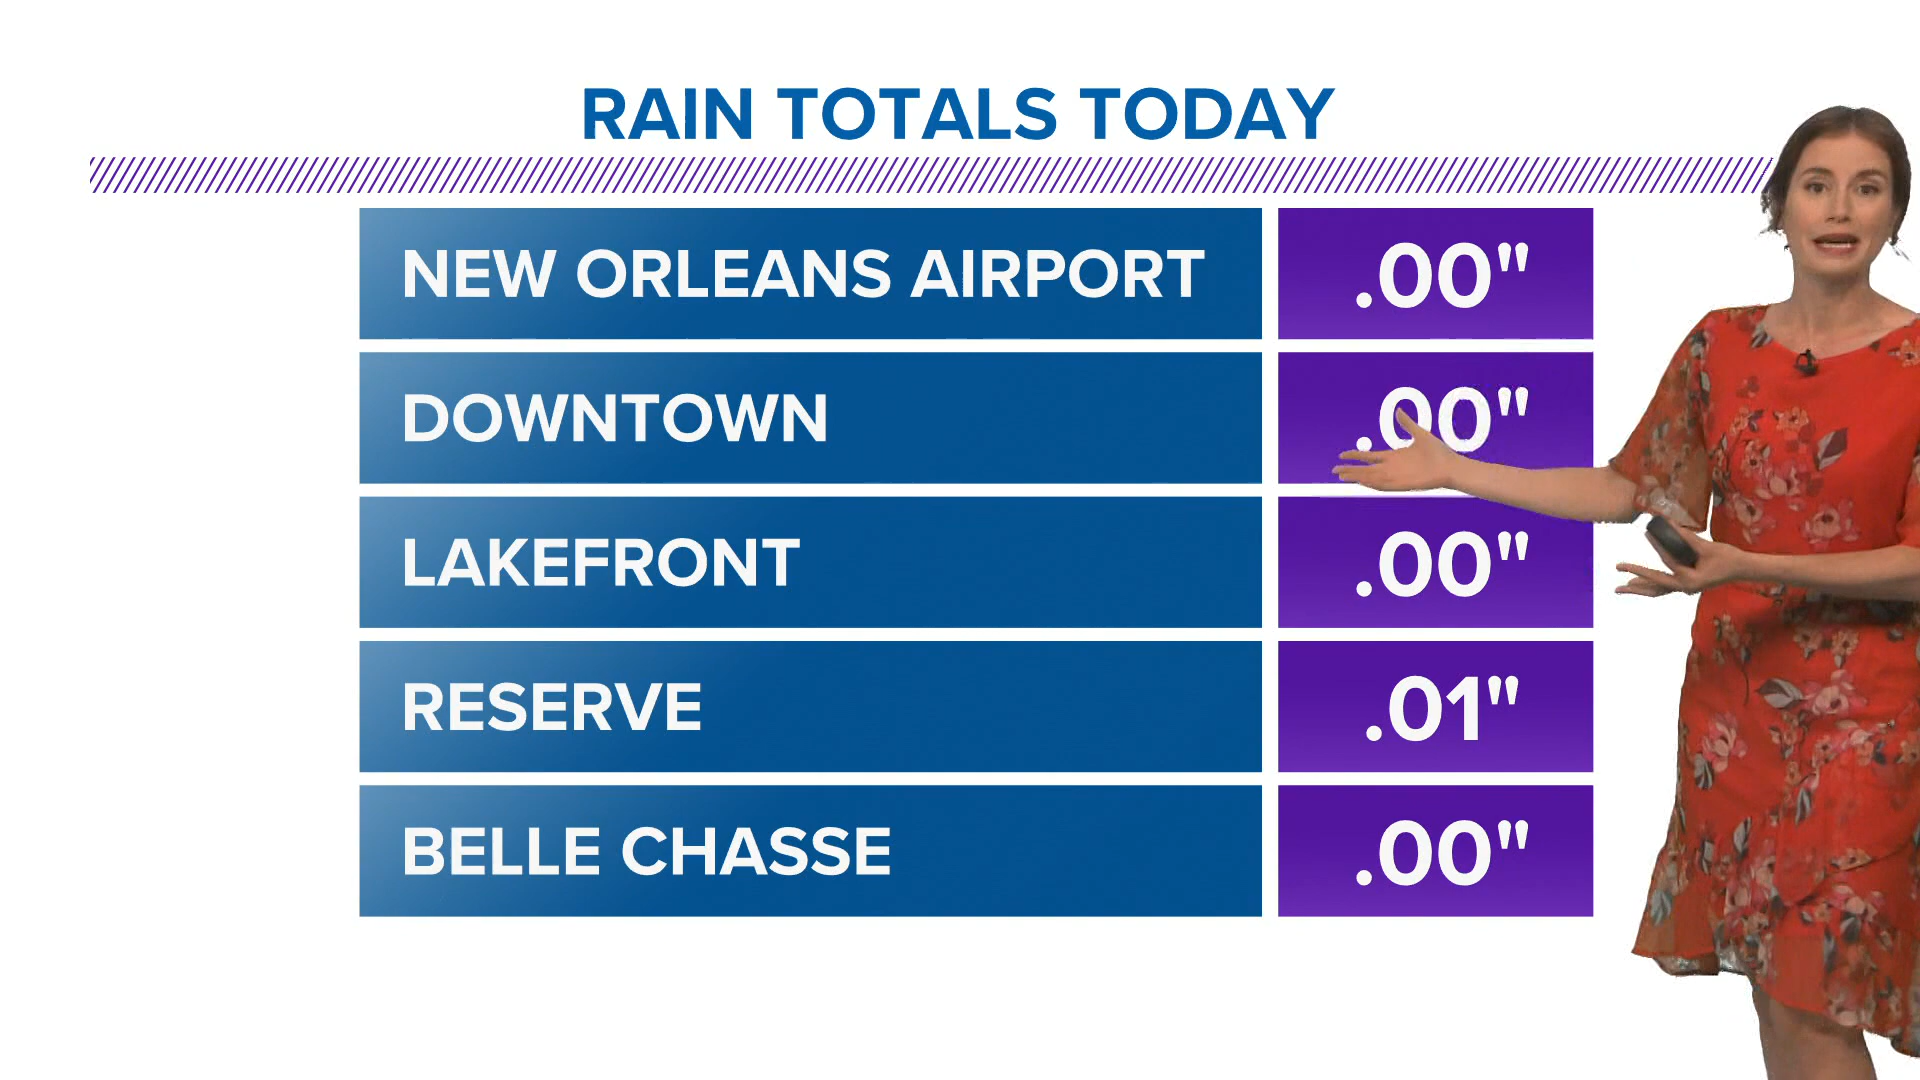 RAIN TOTALS TODAY
NEW ORLEANS AIRPORT .00"
DOWNTOWN .00"
LAKEFRONT .00"
RESERVE .01"
BELLE CHASSE .00"